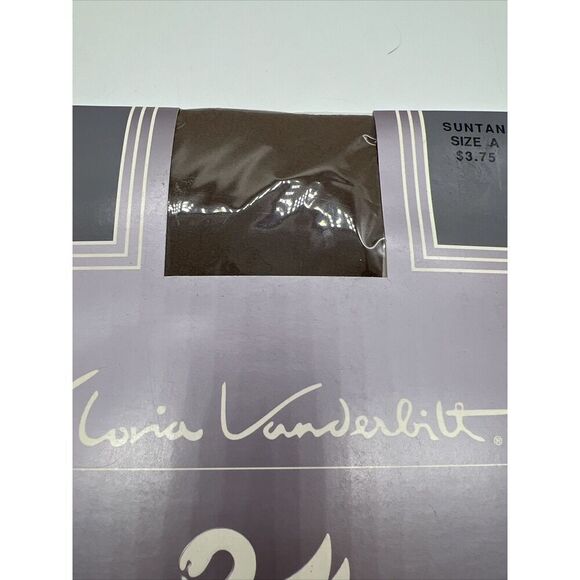 SUNTAN
SIZE A
$3.75
Gloria Vanderbilt ®